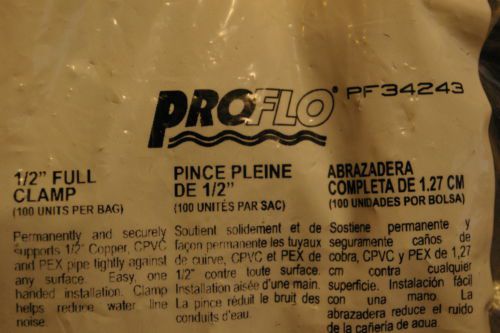 PROFLO® PF34243
1/2" FULL
CLAMP
(100 UNITS PER BAG)
Permanently and securely
supports 1/2" Copper, CPVC
and PEX pipe tightly against
any surface. Easy, one
handed installation. Clamp
helps reduce water line
noise.
PINCE PLEINE
DE 1/2"
(100 UNITÉS PAR SAC)
Soutient solidement et de
façon permanente les tuyaux
de cuivre, CPVC et PEX de
1/2" contre toute surface.
Installation aisée d'une main.
La pince réduit le bruit des
conduits d'eau.
ABRAZADERA
COMPLETA DE 1.27 CM
(100 UNIDADES POR BOLSA)
Sostiene permanente y
seguramente caños de
cobra, CPVC y PEX de 1,27
cm contra cualquier
superficie. Instalación fácil
con una mano. La
abrazadera reduce el ruido
de la cañería de agua.